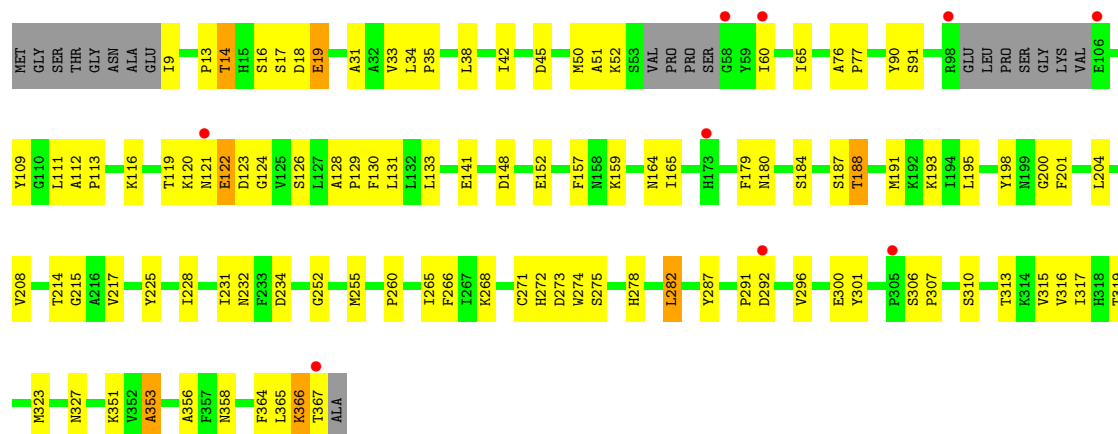 MET GLY SER THR GLY ASN ALA GLU I9 P13 T14 H15 S16 S17 D18 E19 A31 A32 V33 L34 P35 L38 I42 D45 M50 A51 K52 S53 VAL PRO PRO SER G58 Y59 I60 I65 A76 P77 Y90 S91 R98 GLU LEU PRO SER GLY LYS VAL E106
Y109 G110 L111 A112 P113 K116 T119 K120 N121 E122 D123 G124 V125 S126 L127 A128 P129 F130 L131 L132 L133 E141 D148 E152 F157 N158 K159 N164 I165 H173 F179 N180 S184 S187 T188 M191 K192 K193 I194 L195 Y198 N199 G200 F201 L204
V208 T214 G215 A216 V217 Y225 I228 I231 N232 F233 D234 G252 M255 P260 I265 F266 I267 K268 C271 H272 D273 W274 S275 H278 L282 Y287 P291 D292 V296 E300 Y301 P305 S306 P307 S310 T313 K314 V315 V316 I317 H318 T319
M323 N327 K351 V352 A353 A356 F357 N358 F364 L365 K366 T367 ALA